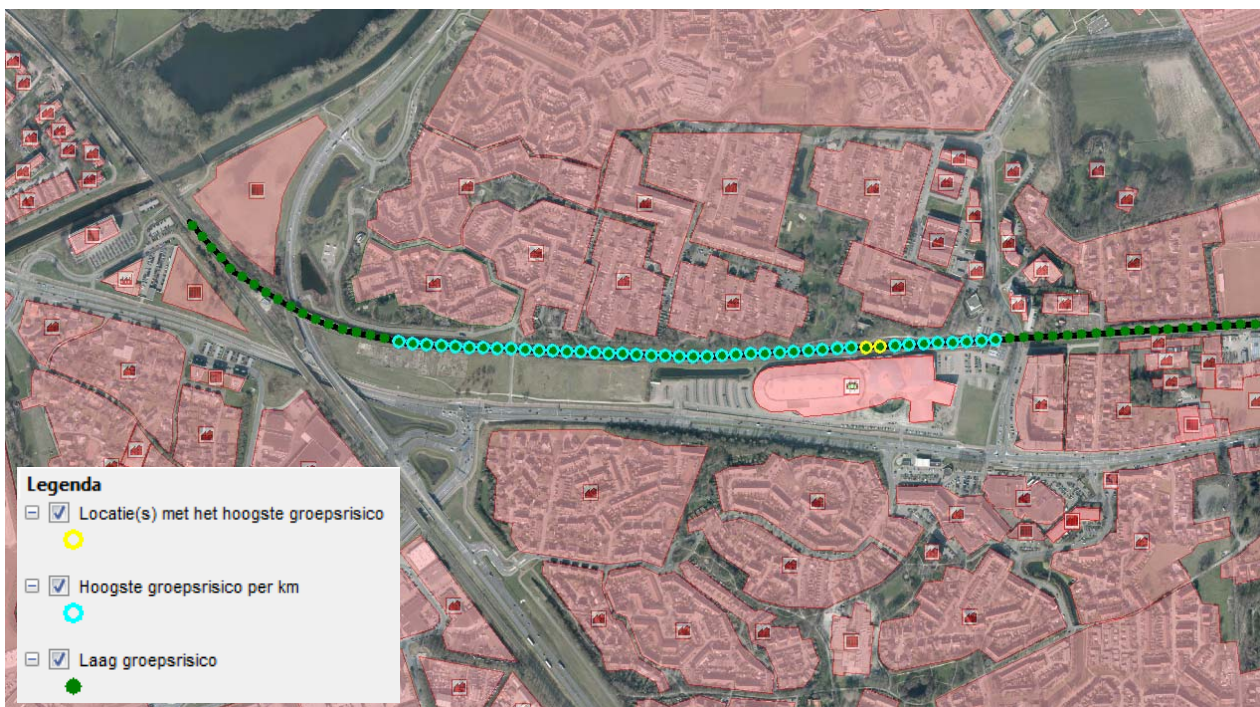 Legenda
Locatie(s) met het hoogste groepsrisico
Hoogste groepsrisico per km
Laag groepsrisico